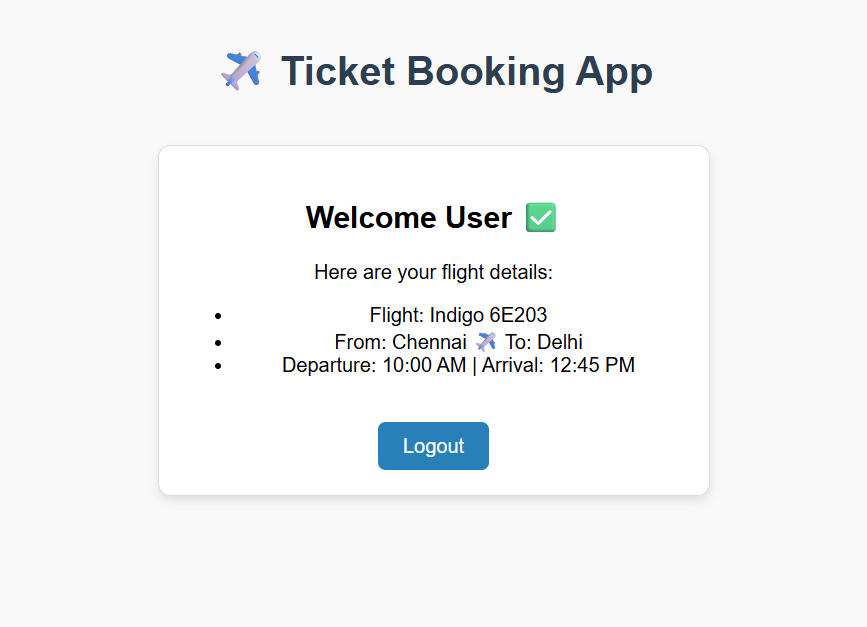 ✈️ Ticket Booking App
Welcome User ✅
Here are your flight details:
• Flight: Indigo 6E203
• From: Chennai ✈️ To: Delhi
• Departure: 10:00 AM | Arrival: 12:45 PM
Logout